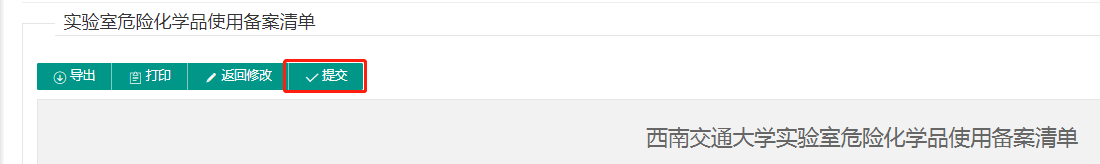 实验室危险化学品使用备案清单
导出 打印 返回修改 提交
西南交通大学实验室危险化学品使用备案清单